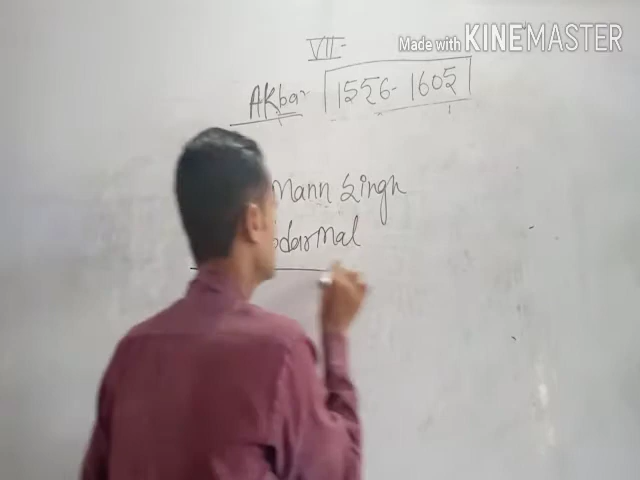 VII-
Made with KINEMASTER
Akbar 1556-1605
Mann Singh
odarmal